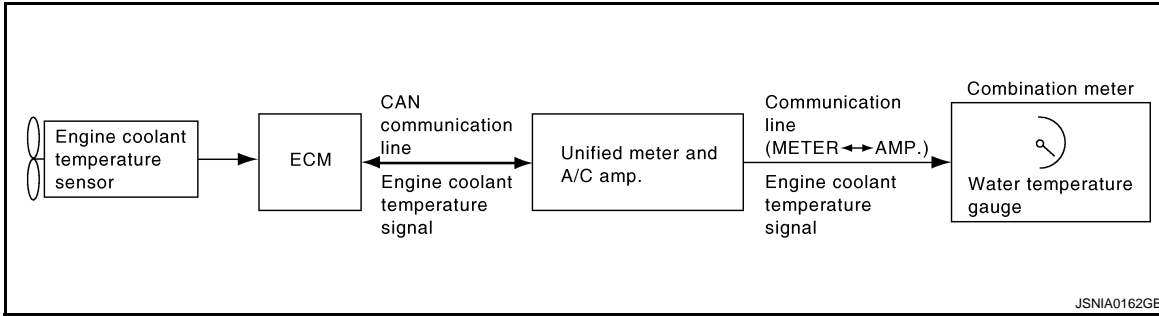 Engine coolant
temperature
sensor
ECM
CAN
communication
line
Engine coolant
temperature
signal
Unified meter and
A/C amp.
Communication
line
(METER↔AMP.)
Engine coolant
temperature
signal
Combination meter
Water temperature
gauge
JSNIA0162GE